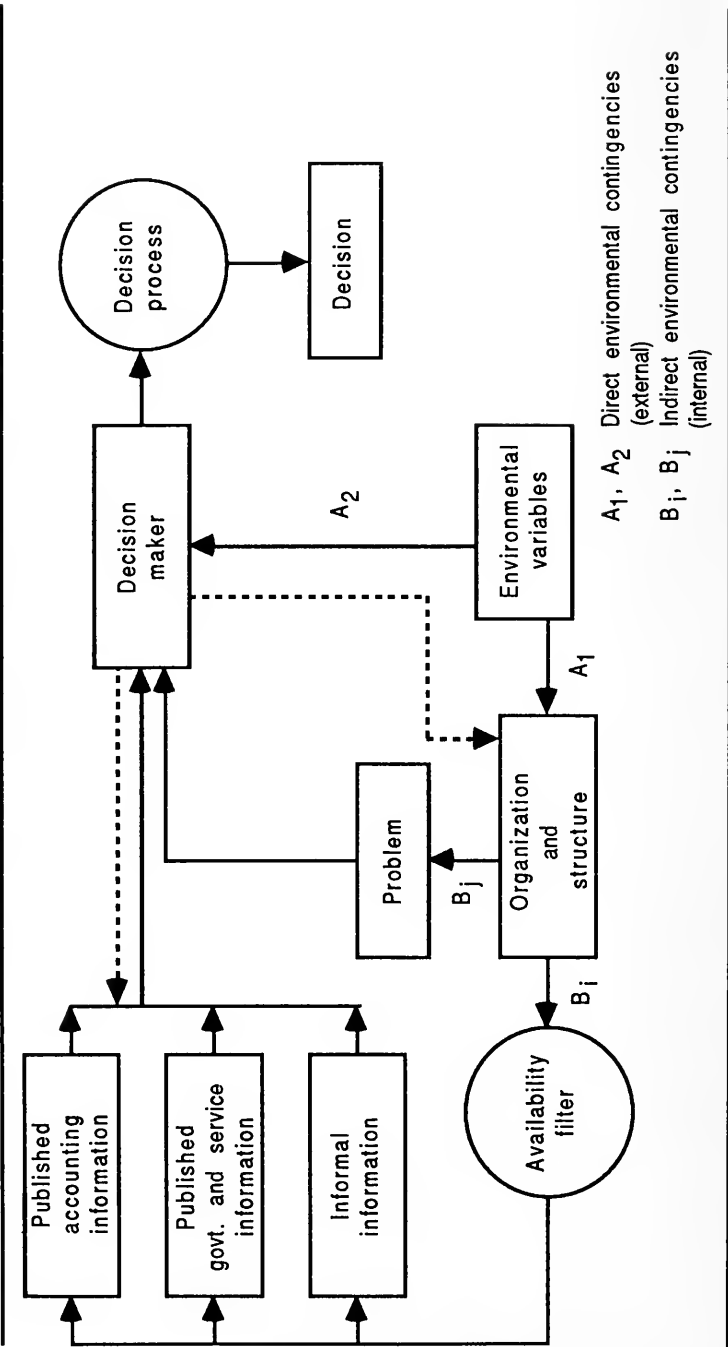 Published
accounting
information
Published
govt. and service
information
Informal
information
Availability
filter
Bi
Problem
Bj
Organization
and
structure
A1
Decision
maker
A2
Environmental
variables
Decision
process
Decision
A1, A2 Direct environmental contingencies
(external)
Bi, Bj Indirect environmental contingencies
(internal)